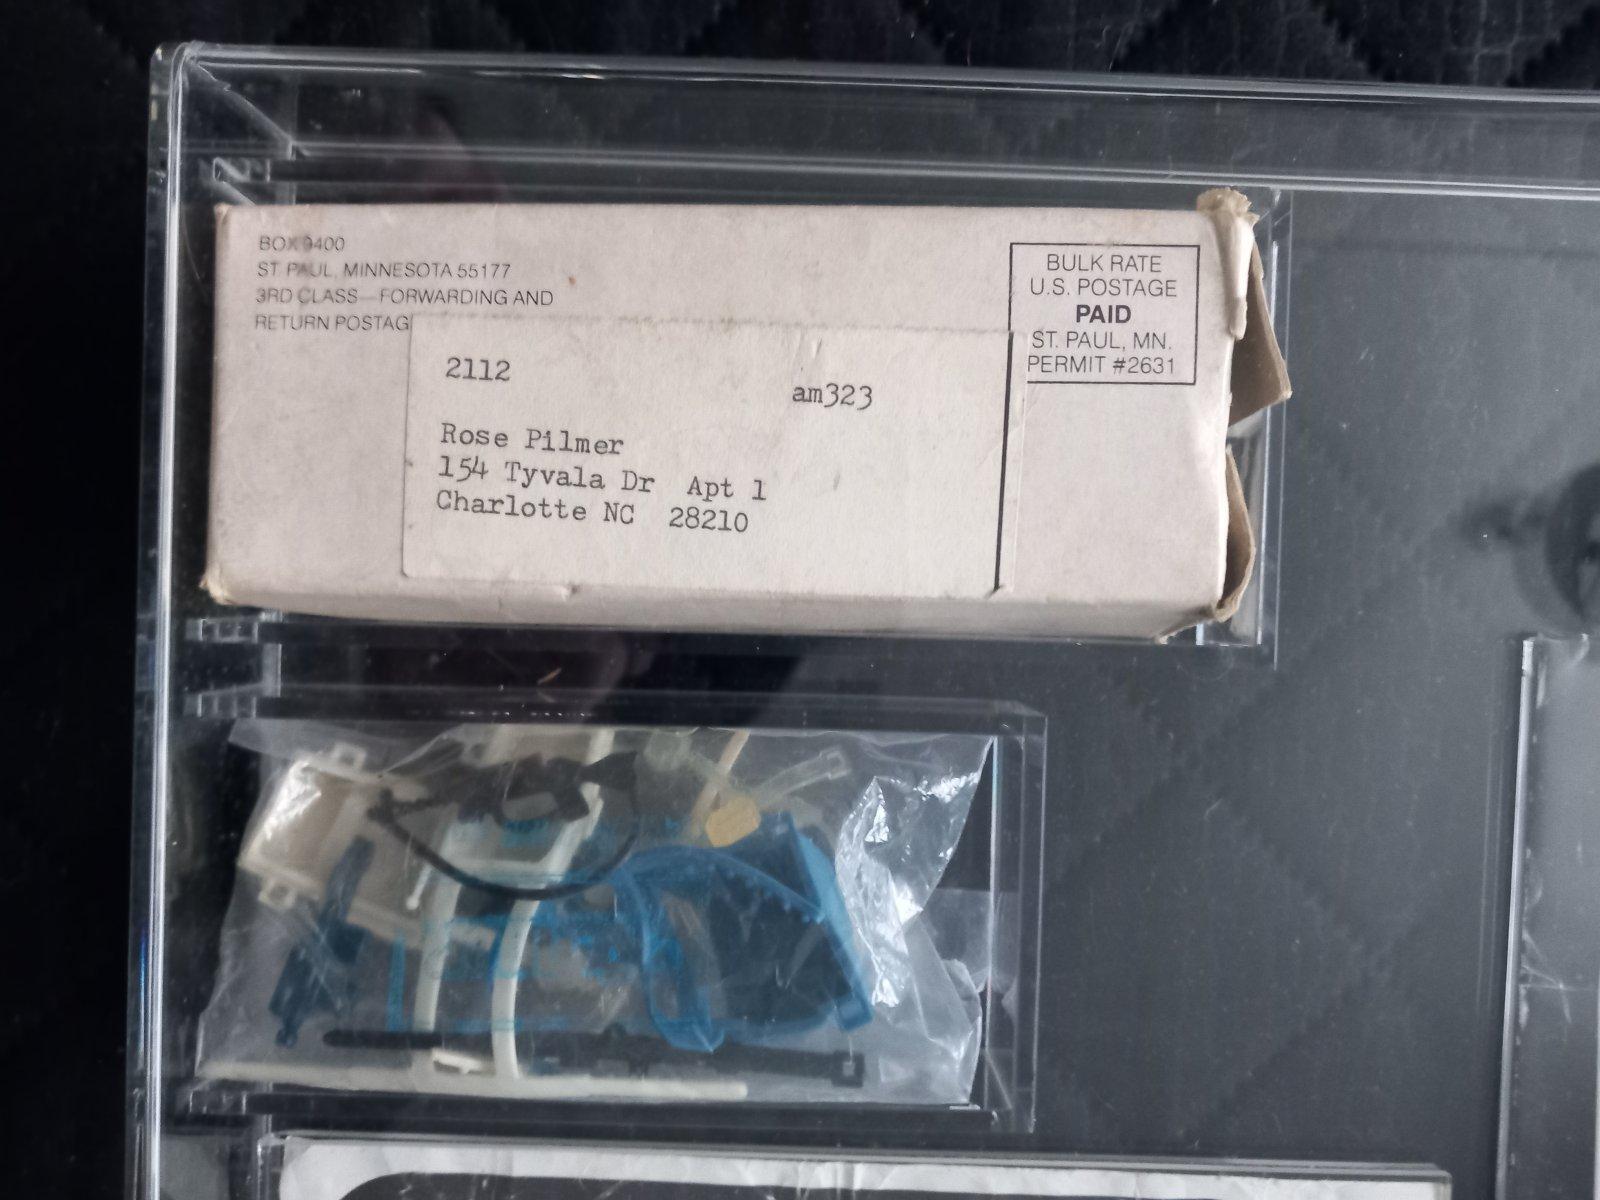 BOX 9400
ST PAUL, MINNESOTA 55177
3RD CLASS—FORWARDING AND
RETURN POSTAG
BULK RATE
U.S. POSTAGE
PAID
ST. PAUL, MN.
PERMIT #2631
2112
am323
Rose Pilmer
154 Tyvala Dr Apt 1
Charlotte NC 28210